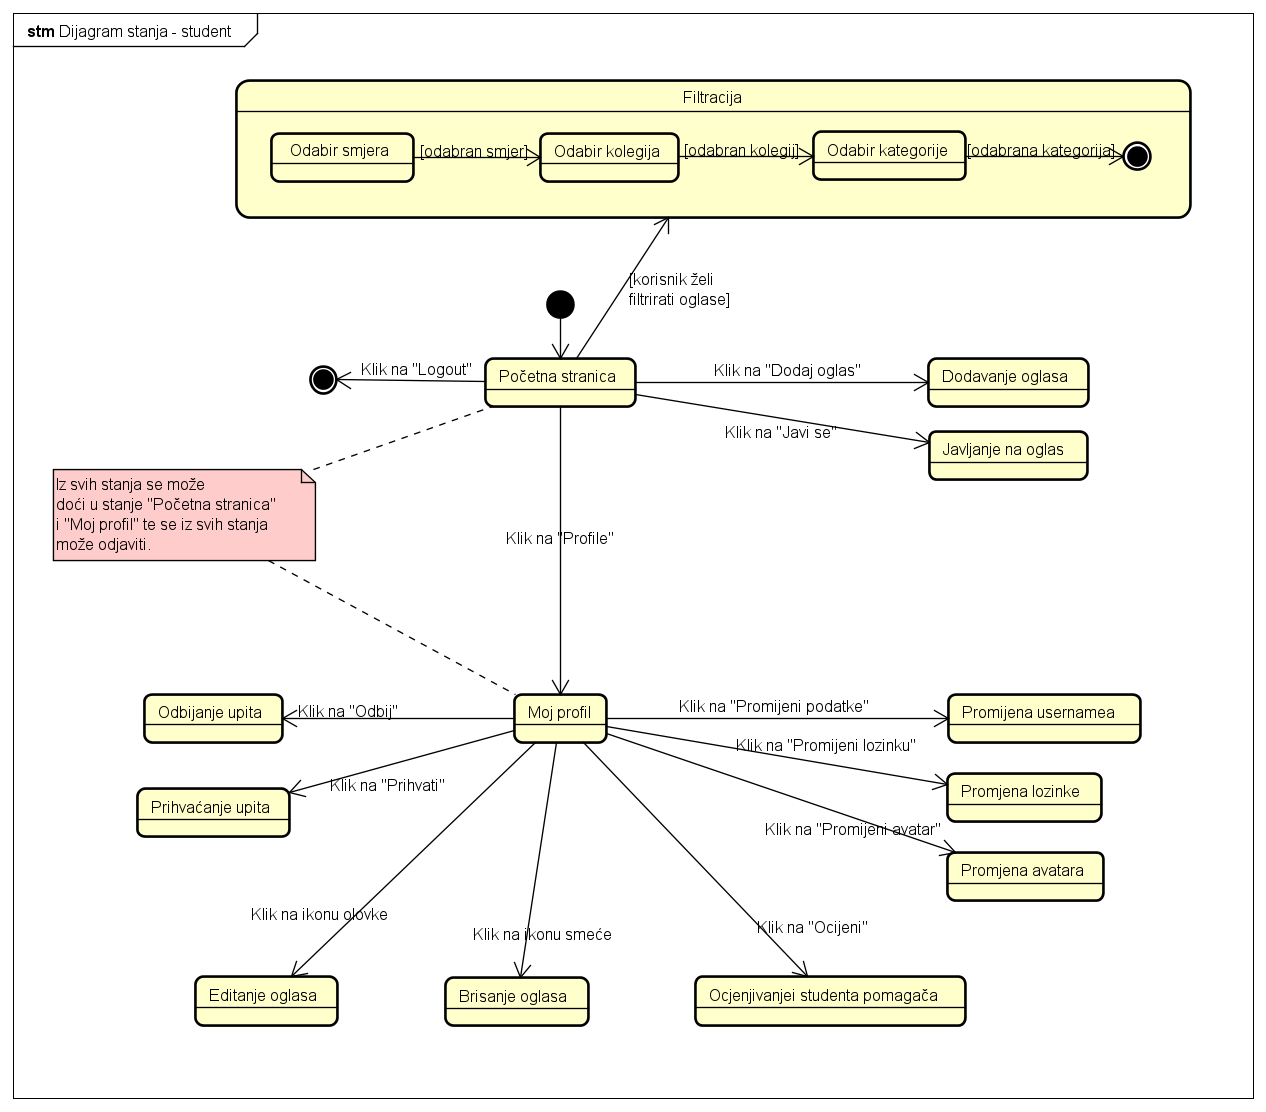 stm Dijagram stanja - student
Filtracija
Odabir smjera
[odabran smjer]
Odabir kolegija
[odabran kolegij]
Odabir kategorije
[odabrana kategorija]
[korisnik želi
filtrirati oglase]
Klik na "Logout"
Početna stranica
Klik na "Dodaj oglas"
Dodavanje oglasa
Klik na "Javi se"
Javljanje na oglas
Iz svih stanja se može
doći u stanje "Početna stranica"
i "Moj profil" te se iz svih stanja
može odjaviti.
Klik na "Profile"
Odbijanje upita
Klik na "Odbij"
Moj profil
Klik na "Promijeni podatke"
Promijena usernamea
Klik na "Promijeni lozinku"
Promjena lozinke
Klik na "Prihvati"
Prihvaćanje upita
Klik na "Promijeni avatar"
Promjena avatara
Klik na ikonu olovke
Klik na ikonu smeće
Klik na "Ocijeni"
Editanje oglasa
Brisanje oglasa
Ocjenjivanjei studenta pomagača